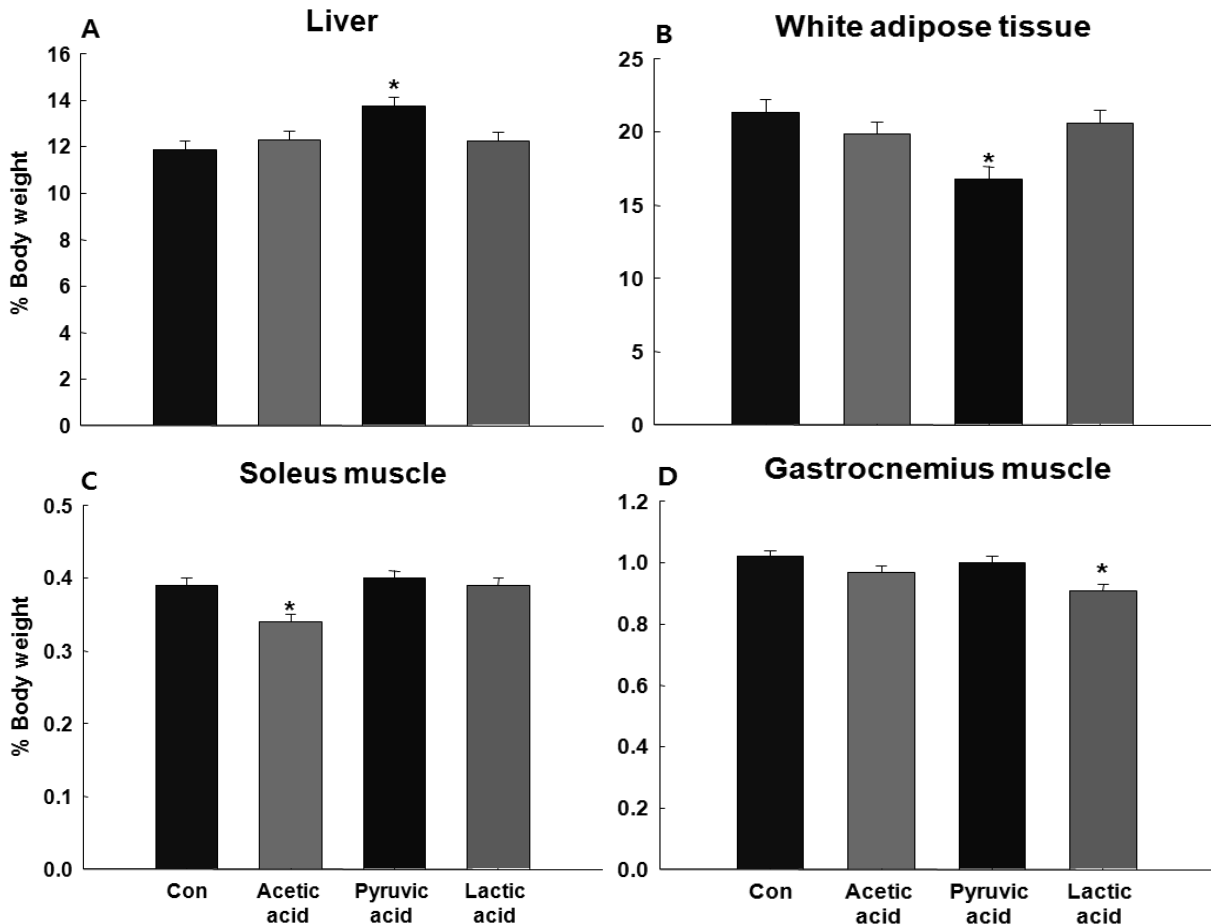 A
Liver
16
14
12
10
8
6
4
2
0
% Body weight
*
B
White adipose tissue
25
20
15
10
5
0
*
C
Soleus muscle
0.5
0.4
0.3
0.2
0.1
0.0
% Body weight
*
Con
Acetic
acid
Pyruvic
acid
Lactic
acid
D
Gastrocnemius muscle
1.2
1.0
0.8
0.6
0.4
0.2
0.0
*
Con
Acetic
acid
Pyruvic
acid
Lactic
acid